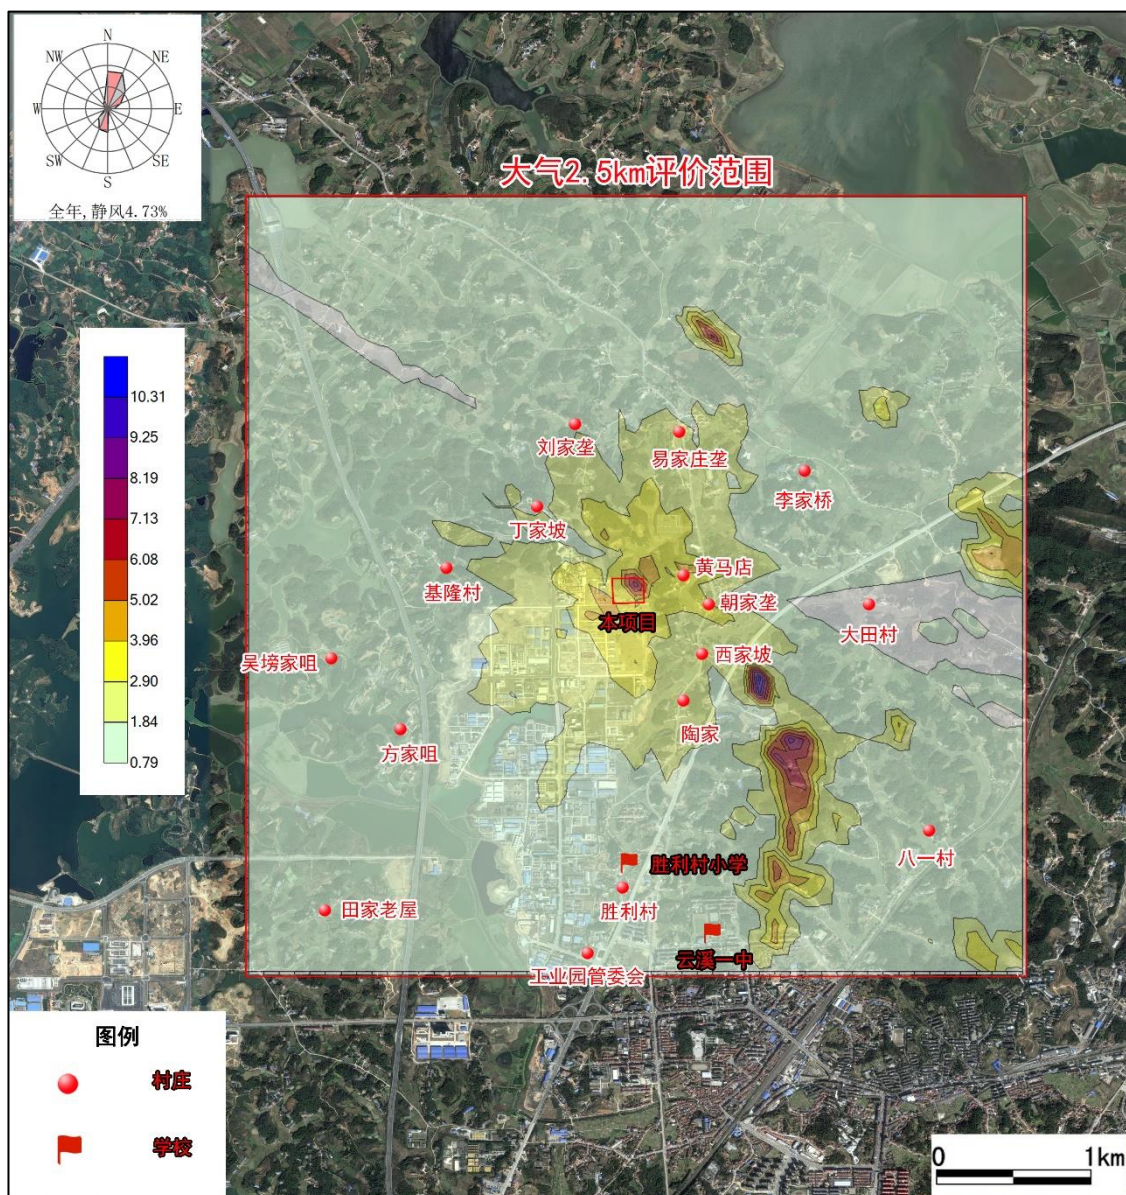 N
NW
NE
W
E
SW
SE
S
全年,静风4.73%
大气2.5km评价范围
10.31
9.25
8.19
7.13
6.08
5.02
3.96
2.90
1.84
0.79
刘家垄
易家庄垄
李家桥
丁家坡
基隆村
黄马店
朝家垄
本项目
大田村
吴塝家咀
西家坡
陶家
方家咀
八一村
胜利村小学
胜利村
田家老屋
云溪一中
工业园管委会
图例
村庄
学校
0 1km